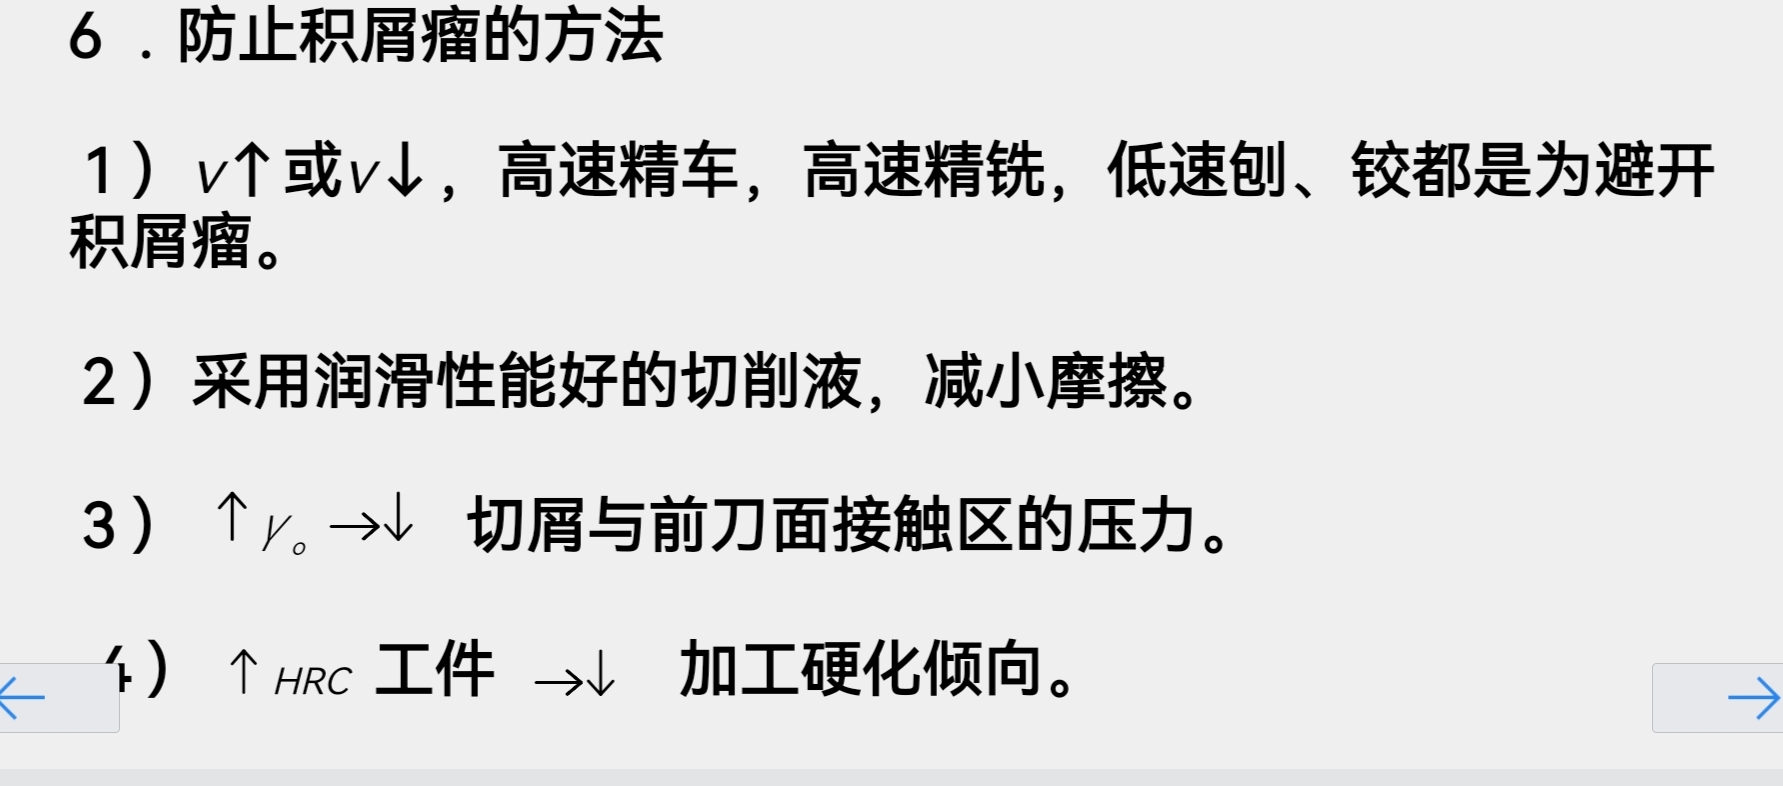 6 . 防止积屑瘤的方法
1）v↑或v↓，高速精车，高速精铣，低速刨、铰都是为避开
积屑瘤。
2）采用润滑性能好的切削液，减小摩擦。
3） ↑γo →↓ 切屑与前刀面接触区的压力。
4） ↑HRC 工件 →↓ 加工硬化倾向。